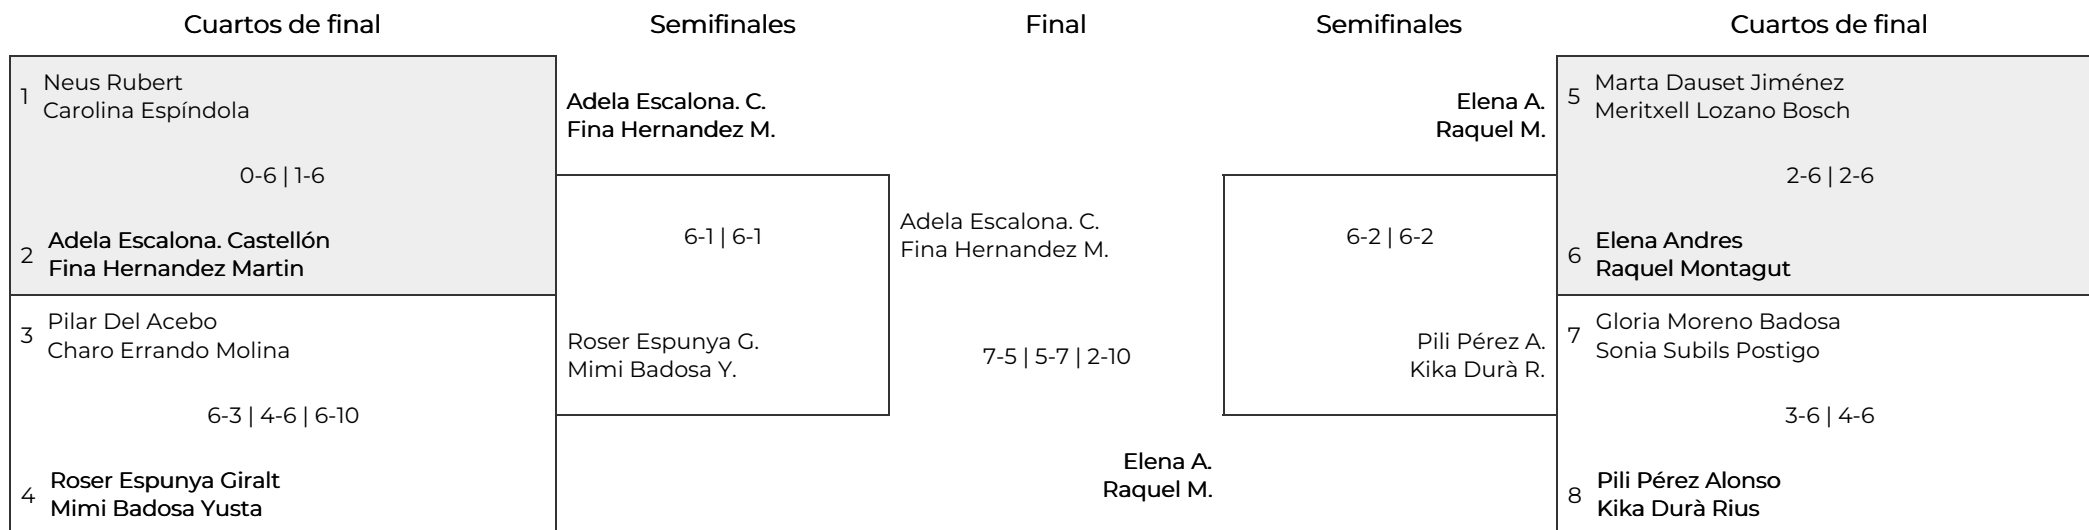 Cuartos de final
Semifinales
Final
Semifinales
Cuartos de final
1
Neus Rubert
Carolina Espíndola
0-6 | 1-6
2
Adela Escalona. Castellón
Fina Hernandez Martin
3
Pilar Del Acebo
Charo Errando Molina
6-3 | 4-6 | 6-10
4
Roser Espunya Giralt
Mimi Badosa Yusta
Adela Escalona. C.
Fina Hernandez M.
6-1 | 6-1
Roser Espunya G.
Mimi Badosa Y.
Adela Escalona. C.
Fina Hernandez M.
7-5 | 5-7 | 2-10
Elena A.
Raquel M.
Elena A.
Raquel M.
6-2 | 6-2
Pili Pérez A.
Kika Durà R.
5
Marta Dauset Jiménez
Meritxell Lozano Bosch
2-6 | 2-6
6
Elena Andres
Raquel Montagut
7
Gloria Moreno Badosa
Sonia Subils Postigo
3-6 | 4-6
8
Pili Pérez Alonso
Kika Durà Rius